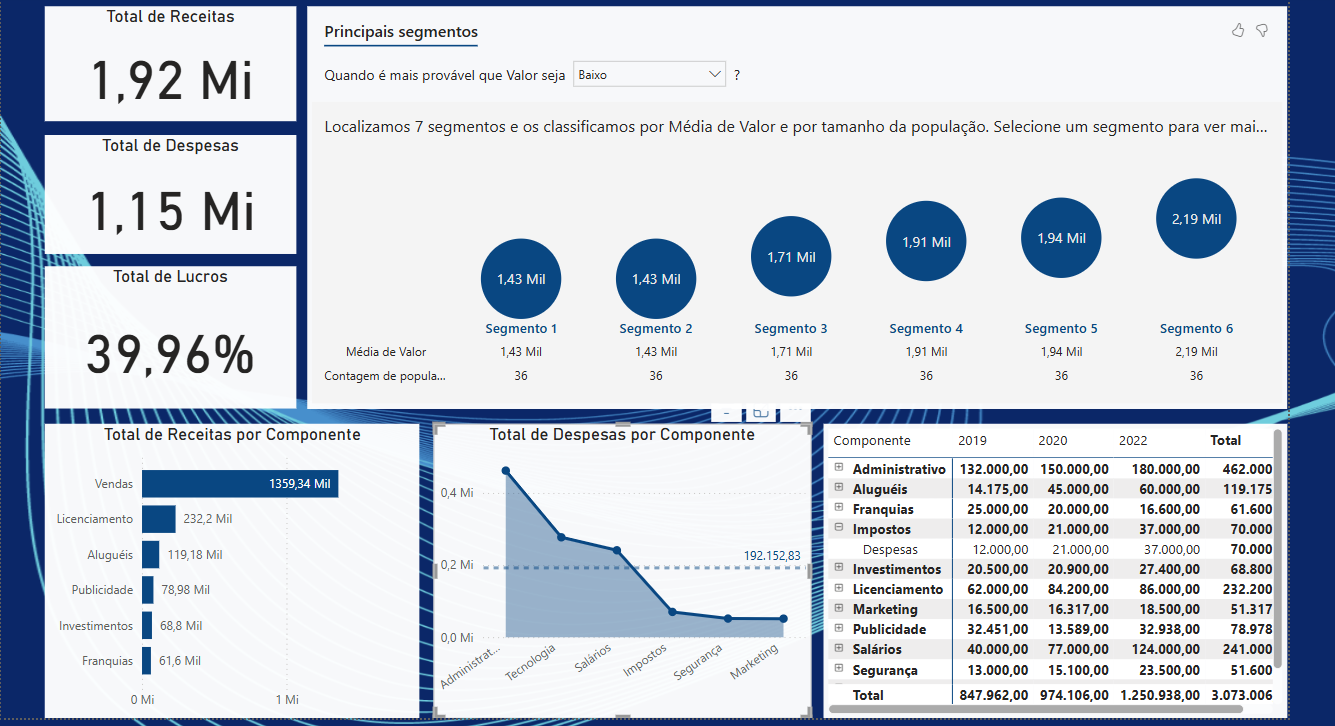 Total de Receitas
1,92 Mi
Total de Despesas
1,15 Mi
Total de Lucros
39,96%
Principais segmentos
Quando é mais provável que Valor seja Baixo ?
Localizamos 7 segmentos e os classificamos por Média de Valor e por tamanho da população. Selecione um segmento para ver mai...
1,43 Mil 1,43 Mil 1,71 Mil 1,91 Mil 1,94 Mil 2,19 Mil
Segmento 1 Segmento 2 Segmento 3 Segmento 4 Segmento 5 Segmento 6
Média de Valor 1,43 Mil 1,43 Mil 1,71 Mil 1,91 Mil 1,94 Mil 2,19 Mil
Contagem de popula... 36 36 36 36 36 36
Total de Receitas por Componente
Vendas 1359,34 Mil
Licenciamento 232,2 Mil
Aluguéis 119,18 Mil
Publicidade 78,98 Mil
Investimentos 68,8 Mil
Franquias 61,6 Mil
0 Mi 1 Mi
Total de Despesas por Componente
0,4 Mi
192.152,83
0,2 Mi
0,0 Mi
Administrat... Tecnologia Salários Impostos Segurança Marketing
Componente 2019 2020 2022 Total
Administrativo 132.000,00 150.000,00 180.000,00 462.000
Aluguéis 14.175,00 45.000,00 60.000,00 119.175
Franquias 25.000,00 20.000,00 16.600,00 61.600
Impostos 12.000,00 21.000,00 37.000,00 70.000
Despesas 12.000,00 21.000,00 37.000,00 70.000
Investimentos 20.500,00 20.900,00 27.400,00 68.800
Licenciamento 62.000,00 84.200,00 86.000,00 232.200
Marketing 16.500,00 16.317,00 18.500,00 51.317
Publicidade 32.451,00 13.589,00 32.938,00 78.978
Salários 40.000,00 77.000,00 124.000,00 241.000
Segurança 13.000,00 15.100,00 23.500,00 51.600
Total 847.962,00 974.106,00 1.250.938,00 3.073.006